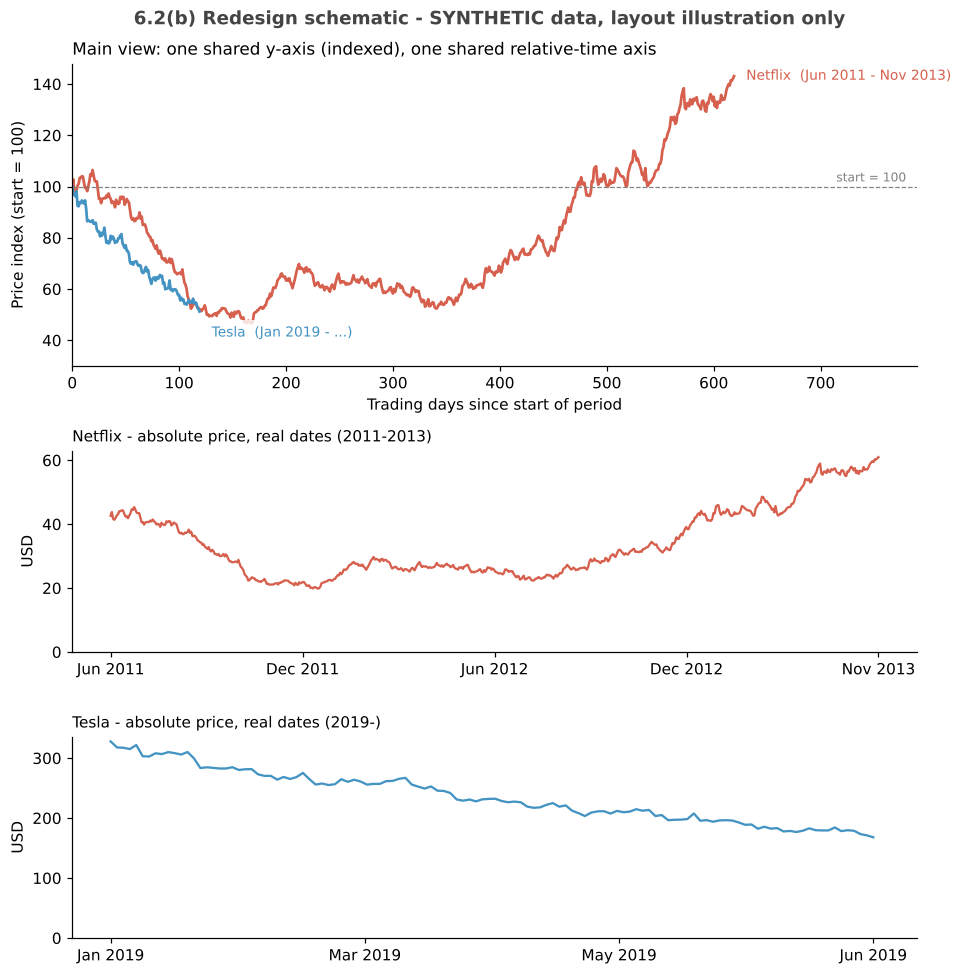 6.2(b) Redesign schematic - SYNTHETIC data, layout illustration only
Main view: one shared y-axis (indexed), one shared relative-time axis
Price index (start = 100)
140
120
100
80
60
40
Netflix  (Jun 2011 - Nov 2013)
start = 100
Tesla  (Jan 2019 - ...)
0 100 200 300 400 500 600 700
Trading days since start of period
Netflix - absolute price, real dates (2011-2013)
USD
60
40
20
0
Jun 2011 Dec 2011 Jun 2012 Dec 2012 Nov 2013
Tesla - absolute price, real dates (2019-)
USD
300
200
100
0
Jan 2019 Mar 2019 May 2019 Jun 2019